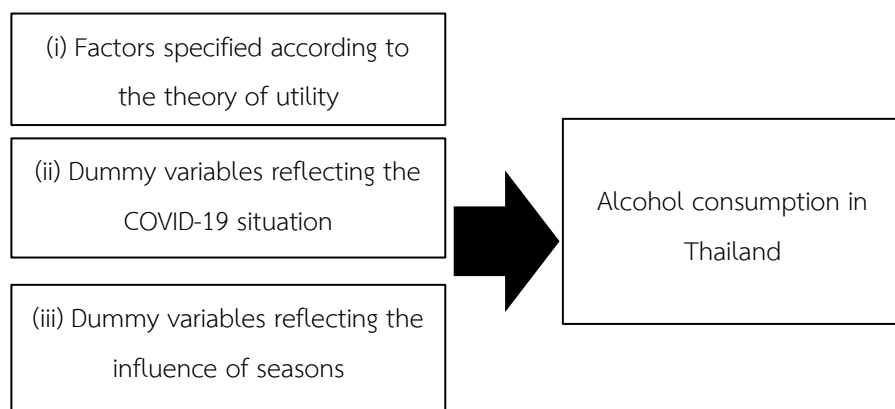 (i) Factors specified according to
the theory of utility
(ii) Dummy variables reflecting the
COVID-19 situation
(iii) Dummy variables reflecting the
influence of seasons
Alcohol consumption in
Thailand